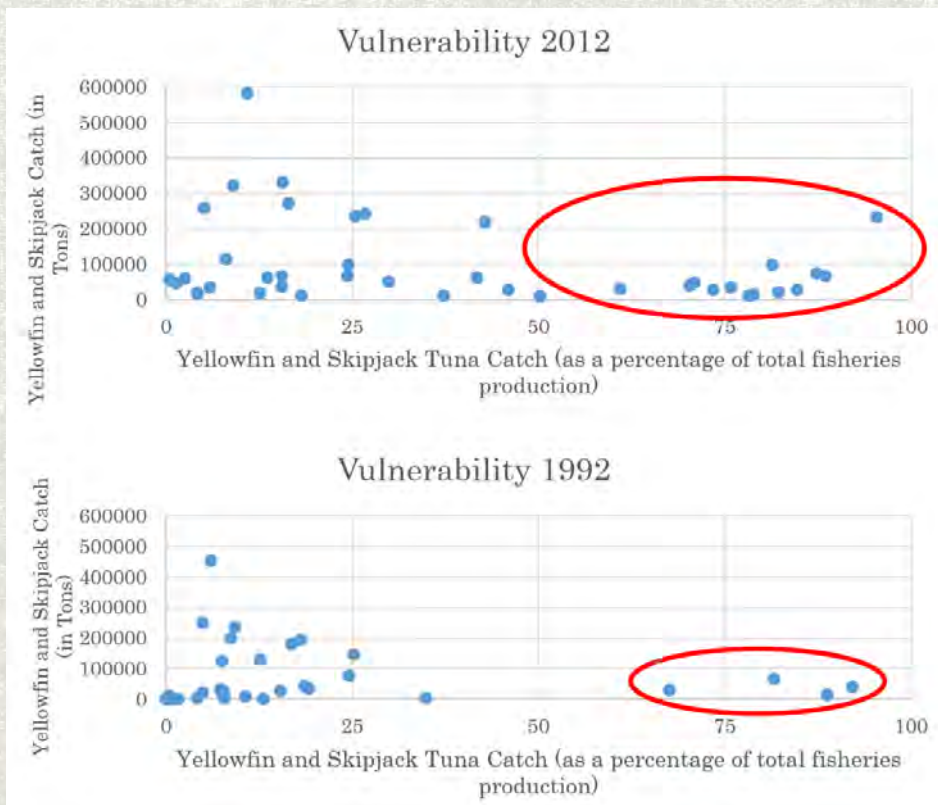 Vulnerability 2012
Yellowfin and Skipjack Catch (in
Tons)
600000
500000
400000
300000
200000
100000
0
0 25 50 75 100
Yellowfin and Skipjack Tuna Catch (as a percentage of total fisheries
production)
Vulnerability 1992
Yellowfin and Skipjack Catch
(in Tons)
600000
500000
400000
300000
200000
100000
0
0 25 50 75 100
Yellowfin and Skipjack Tuna Catch (as a percentage of total fisheries
production)